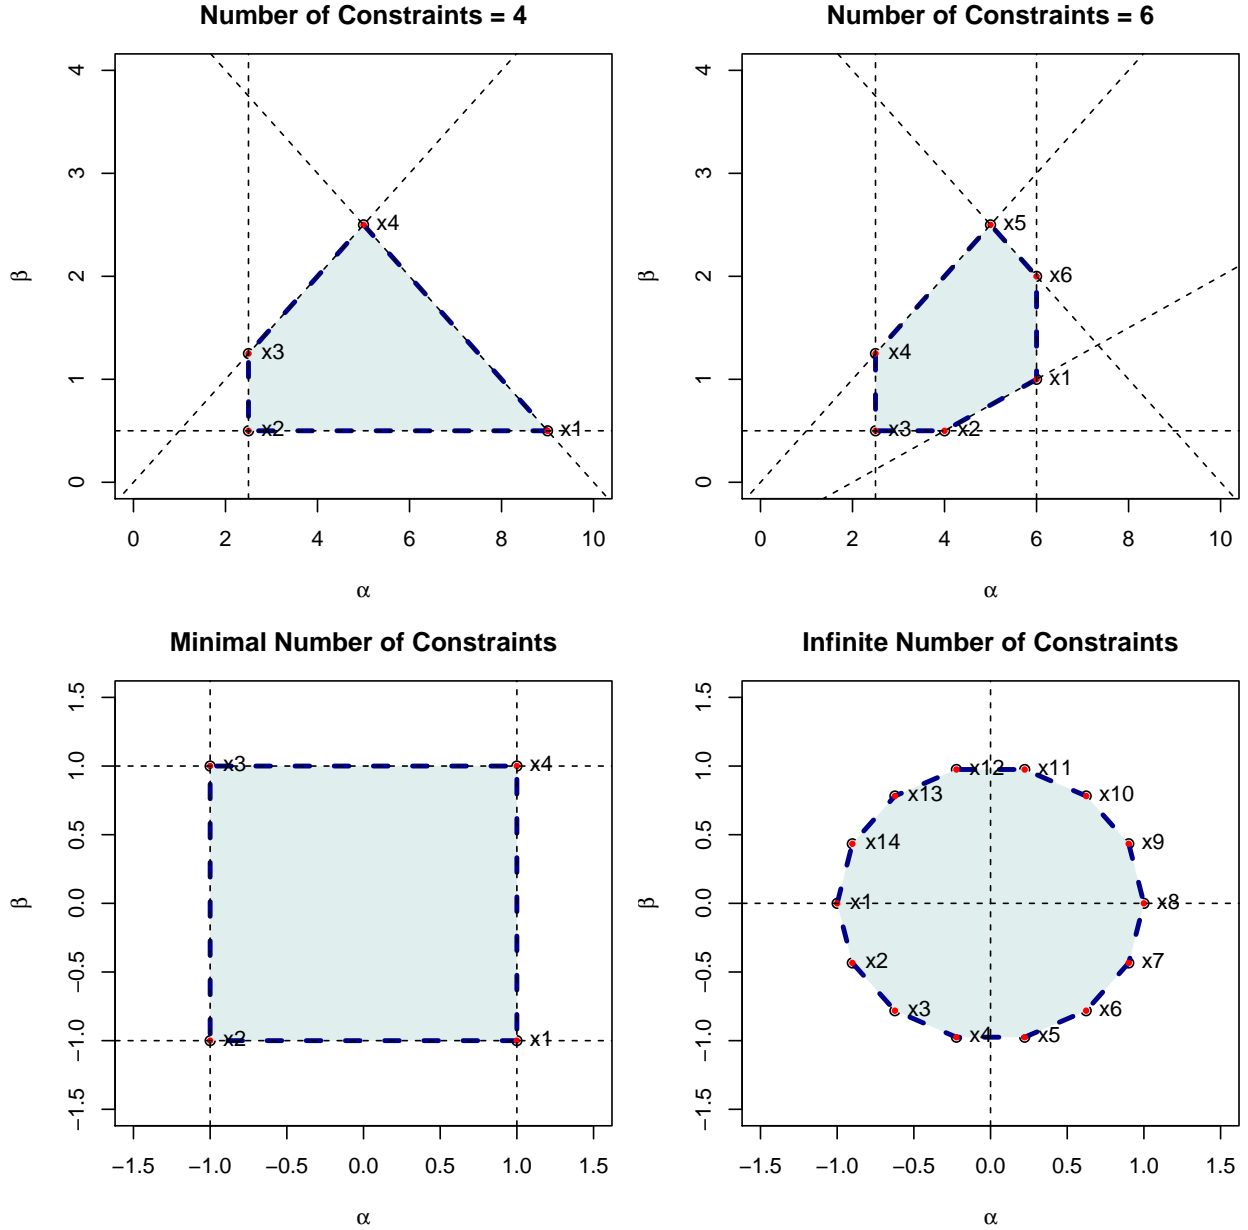 Number of Constraints = 4
4
3
2
1
0
β
x4
x3
x2
x1
0 2 4 6 8 10
α
Number of Constraints = 6
4
3
2
1
0
β
x5
x6
x4
x1
x3
x2
0 2 4 6 8 10
α
Minimal Number of Constraints
1.5
1.0
0.5
0.0
−0.5
−1.0
−1.5
β
x3
x4
x2
x1
−1.5 −1.0 −0.5 0.0 0.5 1.0 1.5
α
Infinite Number of Constraints
1.5
1.0
0.5
0.0
−0.5
−1.0
−1.5
β
x12
x11
x13
x10
x14
x9
x1
x8
x2
x7
x3
x6
x4
x5
−1.5 −1.0 −0.5 0.0 0.5 1.0 1.5
α